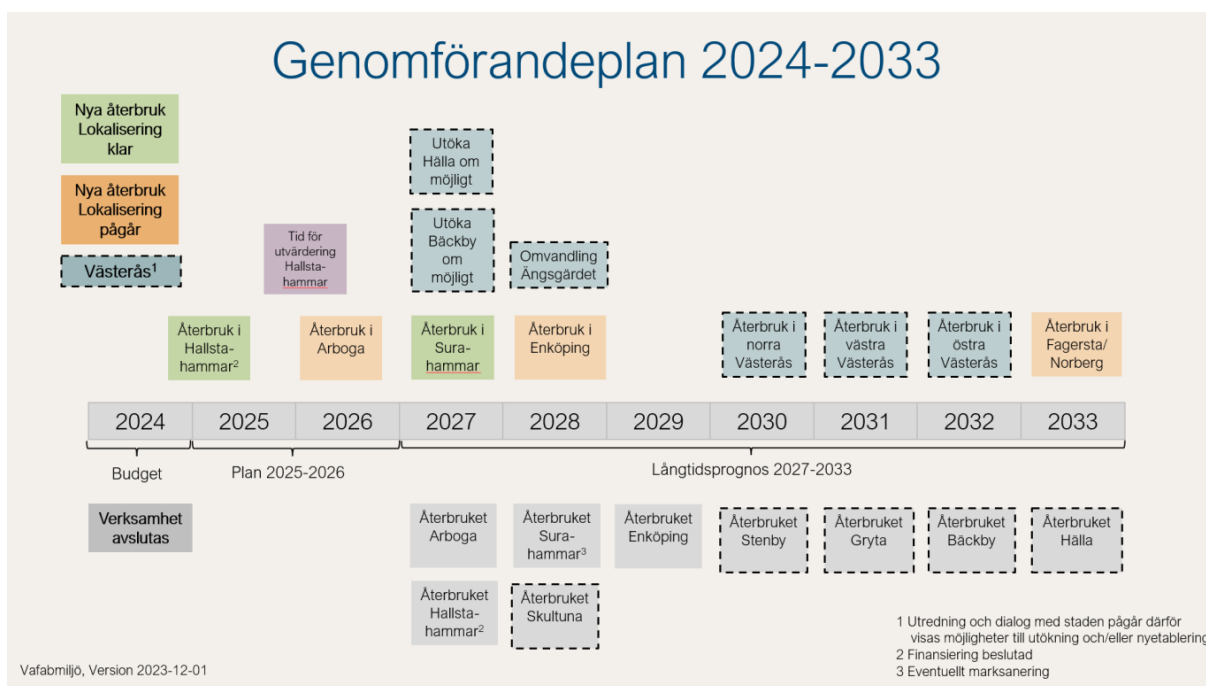 Genomförandeplan 2024-2033
Nya återbruk
Lokalisering
klar
Nya återbruk
Lokalisering
pågår
Västerås¹
Utöka
Hälla om
möjligt
Utöka
Bäckby
om
möjligt
Tid för
utvärdering
Hallsta-
hammar
Omvandling
Ängsgärdet
Återbruk i
Hallsta-
hammar²
Återbruk i
Arboga
Återbruk i
Sura-
hammar
Återbruk i
Enköping
Återbruk i
norra
Västerås
Återbruk i
västra
Västerås
Återbruk i
östra
Västerås
Återbruk i
Fagersta/
Norberg
2024 2025 2026 2027 2028 2029 2030 2031 2032 2033
Budget Plan 2025-2026 Långtidsprognos 2027-2033
Verksamhet
avslutas
Återbruket
Arboga
Återbruket
Sura-
hammar³
Återbruket
Enköping
Återbruket
Stenby
Återbruket
Gryta
Återbruket
Bäckby
Återbruket
Hälla
Återbruket
Hallsta-
hammar²
Återbruket
Skultuna
1 Utredning och dialog med staden pågår därför
visas möjligheter till utökning och/eller nyetablering
2 Finansiering beslutad
3 Eventuellt marksanering
Vafabmiljö, Version 2023-12-01